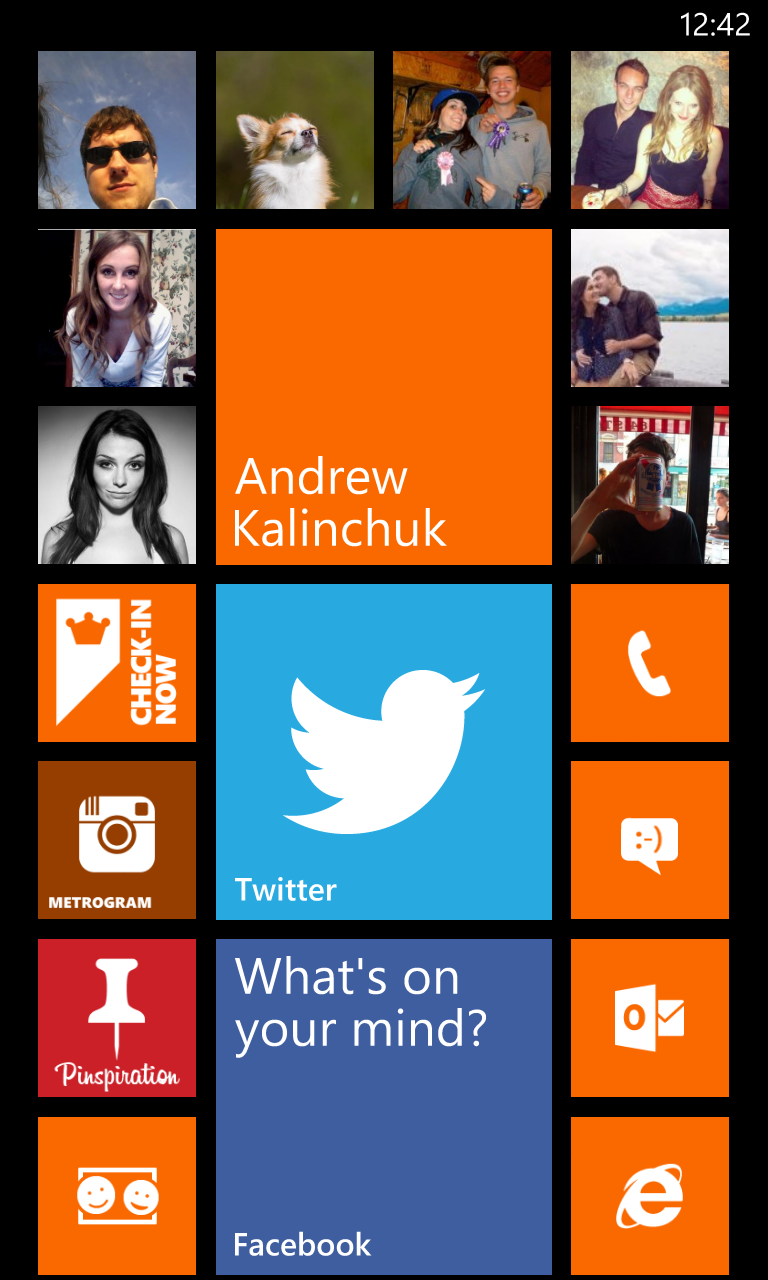 12:42
Andrew
Kalinchuk
CHECK-IN
NOW
METROGRAM
Twitter
:-)
Pinspiration
What's on
your mind?
Facebook